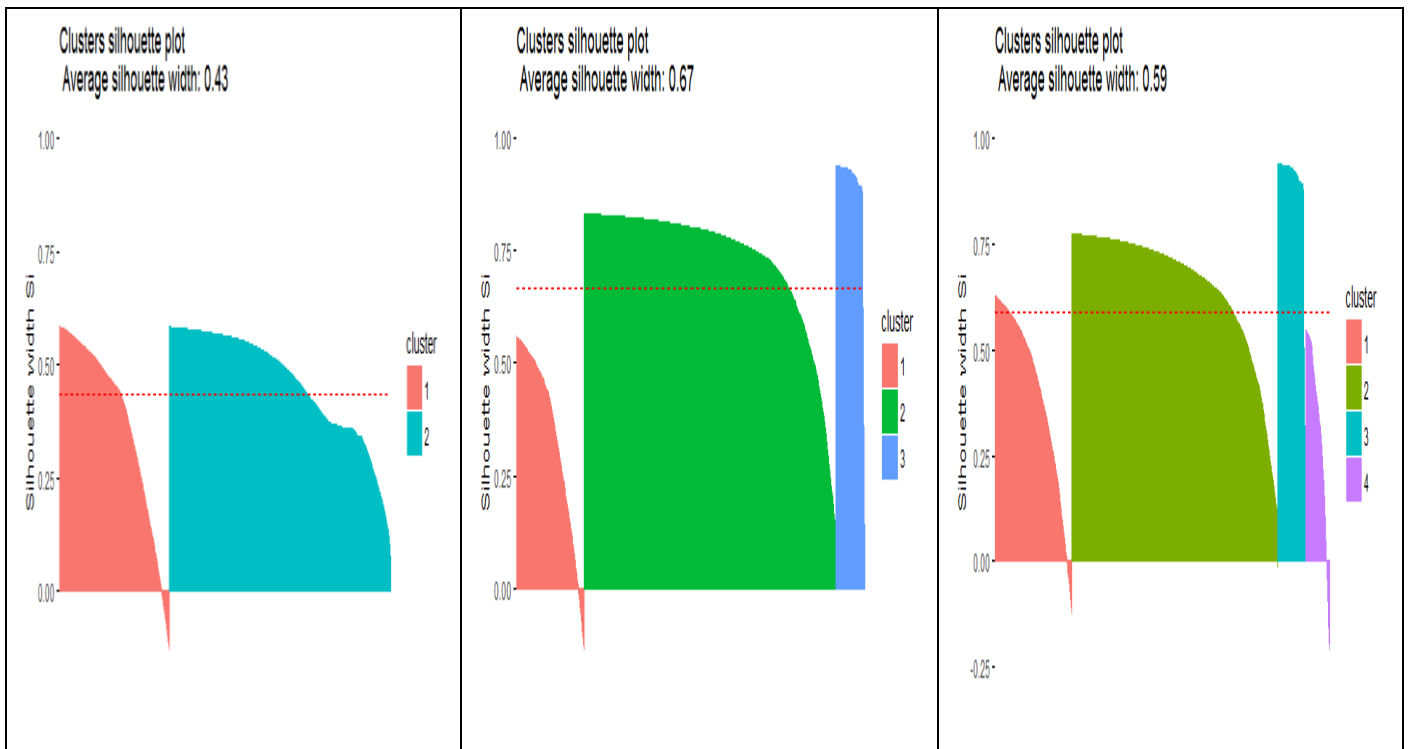 Clusters silhouette plot
Average silhouette width: 0.43
1.00
0.75
0.50
0.25
0.00
Silhouette width Si
cluster
1
2
Clusters silhouette plot
Average silhouette width: 0.67
1.00
0.75
0.50
0.25
0.00
Silhouette width Si
cluster
1
2
3
Clusters silhouette plot
Average silhouette width: 0.59
1.00
0.75
0.50
0.25
0.00
-0.25
Silhouette width Si
cluster
1
2
3
4